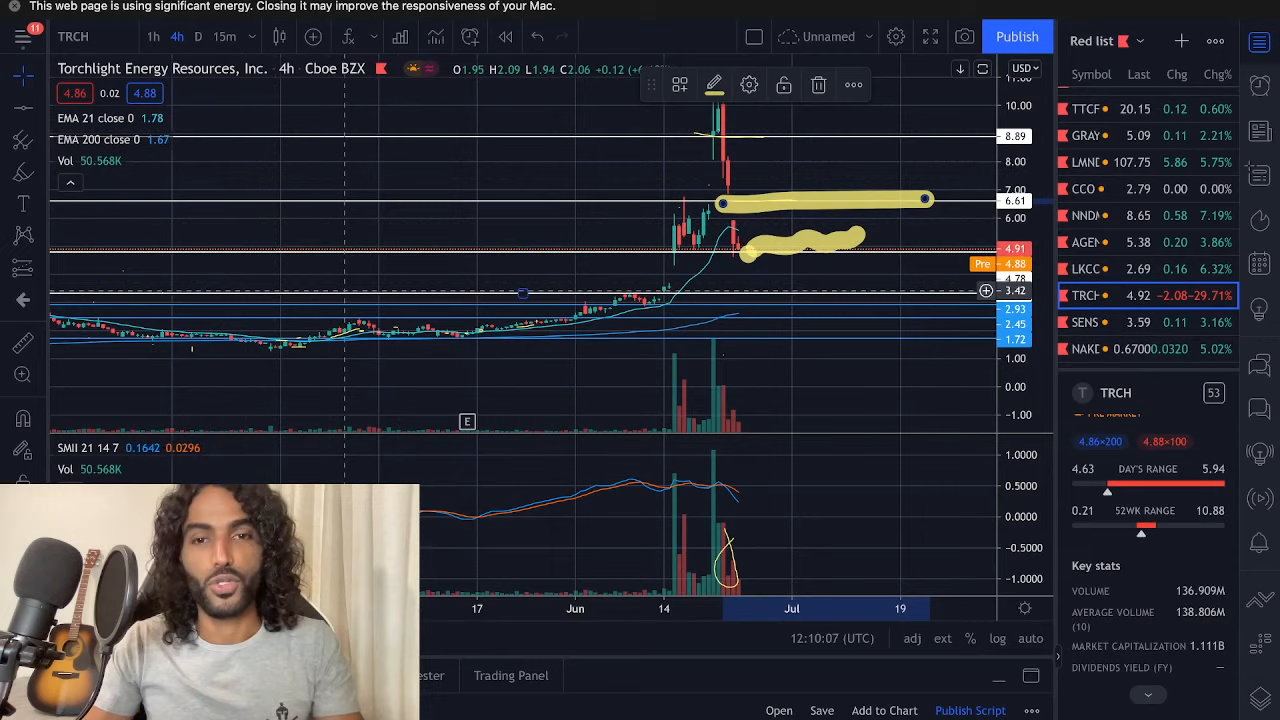 This web page is using significant energy. Closing it may improve the responsiveness of your Mac.
11
TRCH
1h 4h D 15m
Unnamed
Publish
Torchlight Energy Resources, Inc. · 4h · Cboe BZX
O1.95 H2.09 L1.94 C2.06
USD
4.86 0.02 4.88
EMA 21 close 0 1.78
EMA 200 close 0 1.67
Vol 50.568K
11.00
10.00
8.89
8.00
7.00
6.61
6.00
4.91
Pre 4.88
4.78
3.42
2.93
2.45
1.72
1.00
0.00
-1.00
E
SMII 21 14 7 0.1642 0.0296
Vol 50.568K
1.0000
0.5000
0.0000
-0.5000
-1.0000
17 Jun 14 Jul 19
12:10:07 (UTC) adj ext % log auto
Trading Panel
Open Save Add to Chart Publish Script
Red list
Symbol Last Chg Chg%
TTCF 20.15 0.12 0.60%
GRAY 5.09 0.11 2.21%
LMND 107.75 5.86 5.75%
CCO 2.79 0.00 0.00%
NNDM 8.65 0.58 7.19%
AGEN 5.38 0.20 3.86%
LKCC 2.69 0.16 6.32%
TRCH 4.92 −2.08 −29.71%
SENS 3.59 0.11 3.16%
NAKD 0.6700 0.0320 5.02%
T TRCH 53
4.86×200 4.88×100
4.63 DAY'S RANGE 5.94
0.21 52WK RANGE 10.88
Key stats
VOLUME 136.909M
AVERAGE VOLUME (10) 138.806M
MARKET CAPITALIZATION 1.111B
DIVIDENDS YIELD (FY) —